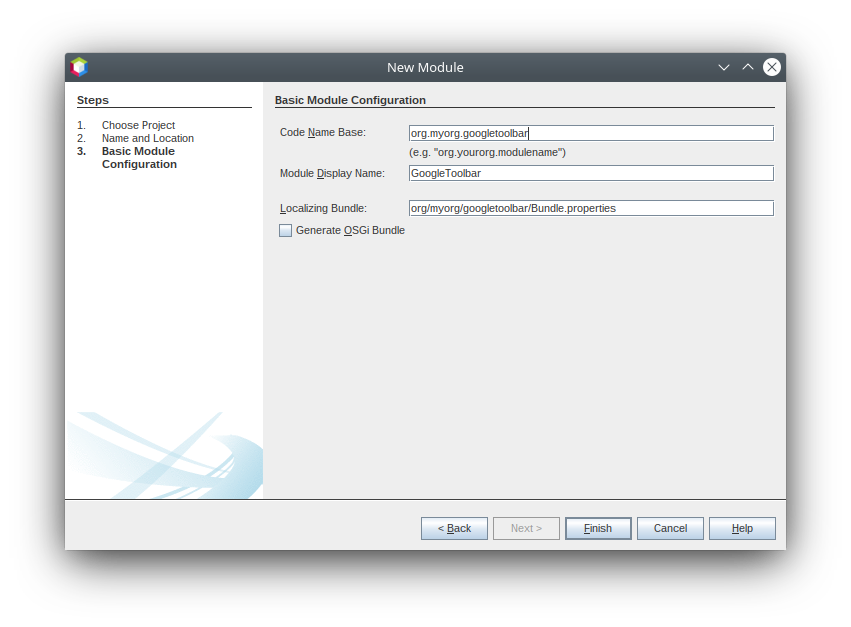 New Module
Steps
1. Choose Project
2. Name and Location
3. Basic Module
Configuration
Basic Module Configuration
Code Name Base: org.myorg.googletoolbar
(e.g. "org.yourorg.modulename")
Module Display Name: GoogleToolbar
Localizing Bundle: org/myorg/googletoolbar/Bundle.properties
Generate OSGi Bundle
< Back Next > Finish Cancel Help